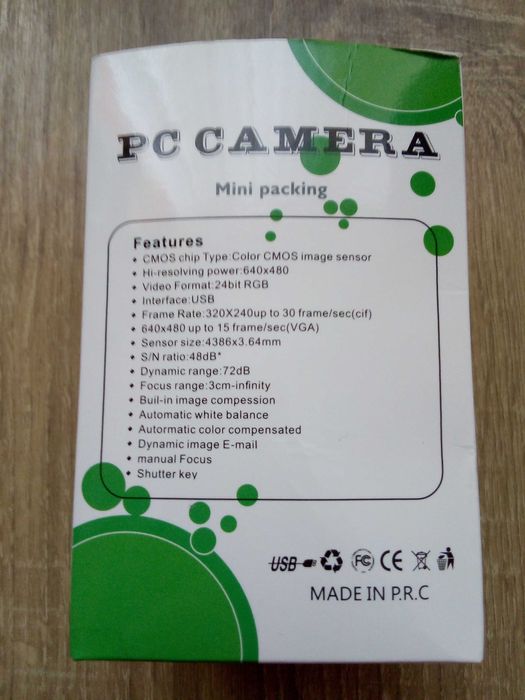 PC CAMERA
Mini packing
Features
CMOS chip Type:Color CMOS image sensor
Hi-resolving power:640x480
Video Format:24bit RGB
Interface:USB
Frame Rate:320X240up to 30 frame/sec(cif)
640x480 up to 15 frame/sec(VGA)
Sensor size:4386x3.64mm
S/N ratio:48dB*
Dynamic range:72dB
Focus range:3cm-infinity
Buil-in image compession
Automatic white balance
Autormatic color compensated
Dynamic image E-mail
manual Focus
Shutter key
USB FC CE
MADE IN P.R.C